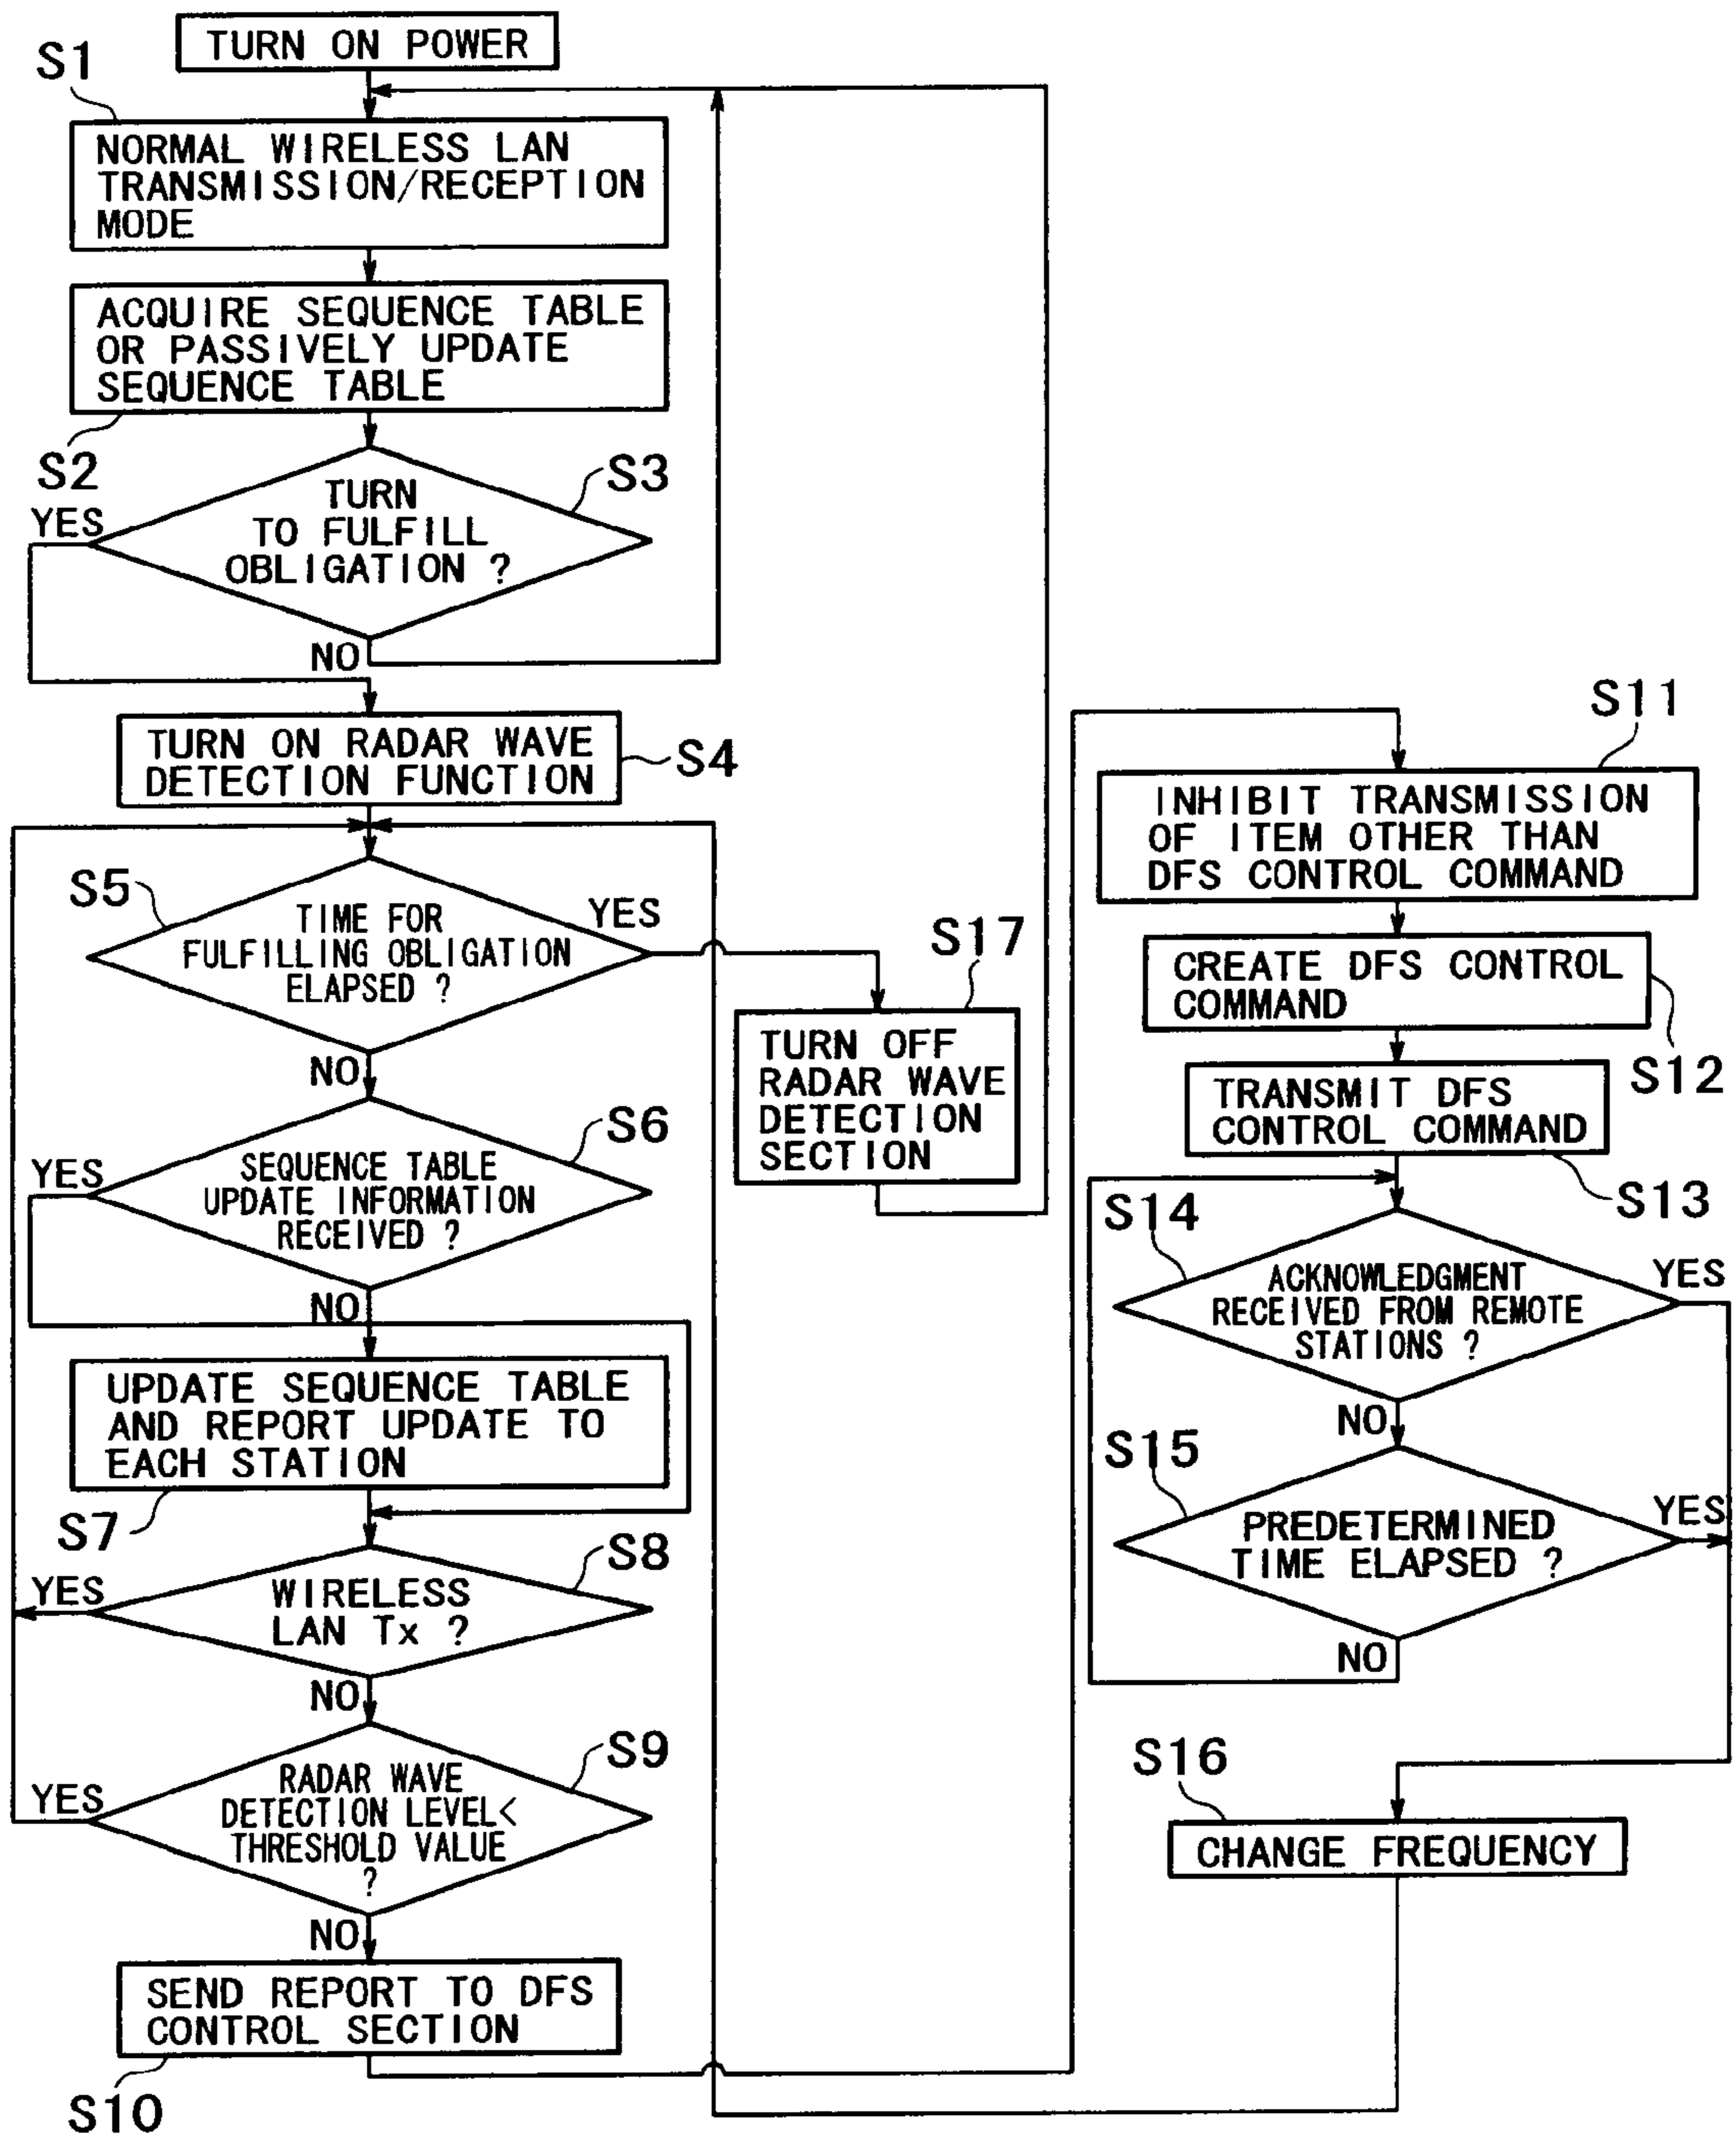 TURN ON POWER
S1
NORMAL WIRELESS LAN
TRANSMISSION/RECEPTION
MODE
ACQUIRE SEQUENCE TABLE
OR PASSIVELY UPDATE
SEQUENCE TABLE
S2
S3
TURN
TO FULFILL
OBLIGATION ?
YES
NO
TURN ON RADAR WAVE
DETECTION FUNCTION
S4
S5
TIME FOR
FULFILLING OBLIGATION
ELAPSED ?
YES
NO
S6
SEQUENCE TABLE
UPDATE INFORMATION
RECEIVED ?
YES
NO
UPDATE SEQUENCE TABLE
AND REPORT UPDATE TO
EACH STATION
S7
S8
WIRELESS
LAN Tx ?
YES
NO
S9
RADAR WAVE
DETECTION LEVEL<
THRESHOLD VALUE
?
YES
NO
SEND REPORT TO DFS
CONTROL SECTION
S10
S17
TURN OFF
RADAR WAVE
DETECTION
SECTION
S11
INHIBIT TRANSMISSION
OF ITEM OTHER THAN
DFS CONTROL COMMAND
CREATE DFS CONTROL
COMMAND
S12
TRANSMIT DFS
CONTROL COMMAND
S13
S14
ACKNOWLEDGMENT
RECEIVED FROM REMOTE
STATIONS ?
YES
NO
S15
PREDETERMINED
TIME ELAPSED ?
YES
NO
S16
CHANGE FREQUENCY